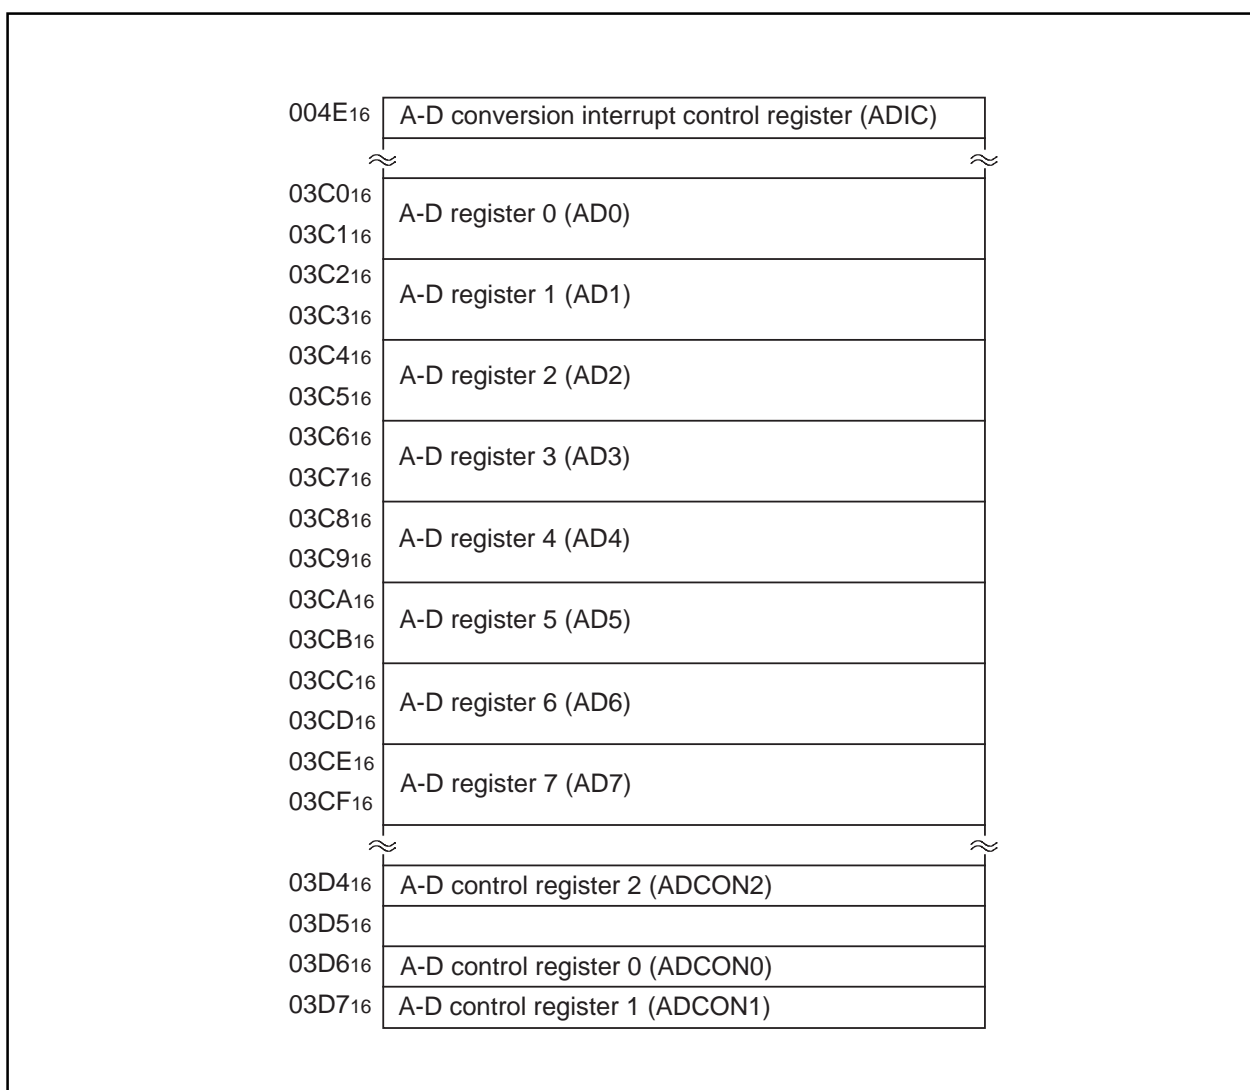 004E16 A-D conversion interrupt control register (ADIC)
03C016
A-D register 0 (AD0)
03C116
03C216
A-D register 1 (AD1)
03C316
03C416
A-D register 2 (AD2)
03C516
03C616
A-D register 3 (AD3)
03C716
03C816
A-D register 4 (AD4)
03C916
03CA16
A-D register 5 (AD5)
03CB16
03CC16
A-D register 6 (AD6)
03CD16
03CE16
A-D register 7 (AD7)
03CF16
03D416 A-D control register 2 (ADCON2)
03D516
03D616 A-D control register 0 (ADCON0)
03D716 A-D control register 1 (ADCON1)